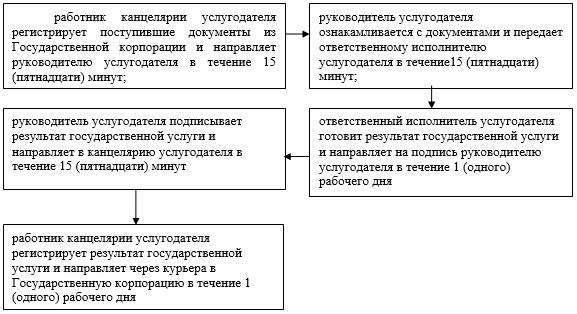 работник канцелярии услугодателя
регистрирует поступившие документы из
Государственной корпорации и направляет
руководителю услугодателя в течение 15
(пятнадцати) минут;
руководитель услугодателя
ознакамливается с документами и передает
ответственному исполнителю
услугодателя в течение15 (пятнадцати)
минут;
ответственный исполнитель услугодателя
готовит результат государственной услуги
и направляет на подпись руководителю
услугодателя в течение 1 (одного)
рабочего дня
руководитель услугодателя подписывает
результат государственной услуги и
направляет в канцелярию услугодателя в
течение 15 (пятнадцати) минут
работник канцелярии услугодателя
регистрирует результат государственной
услуги и направляет через курьера в
Государственную корпорацию в течение 1
(одного) рабочего дня